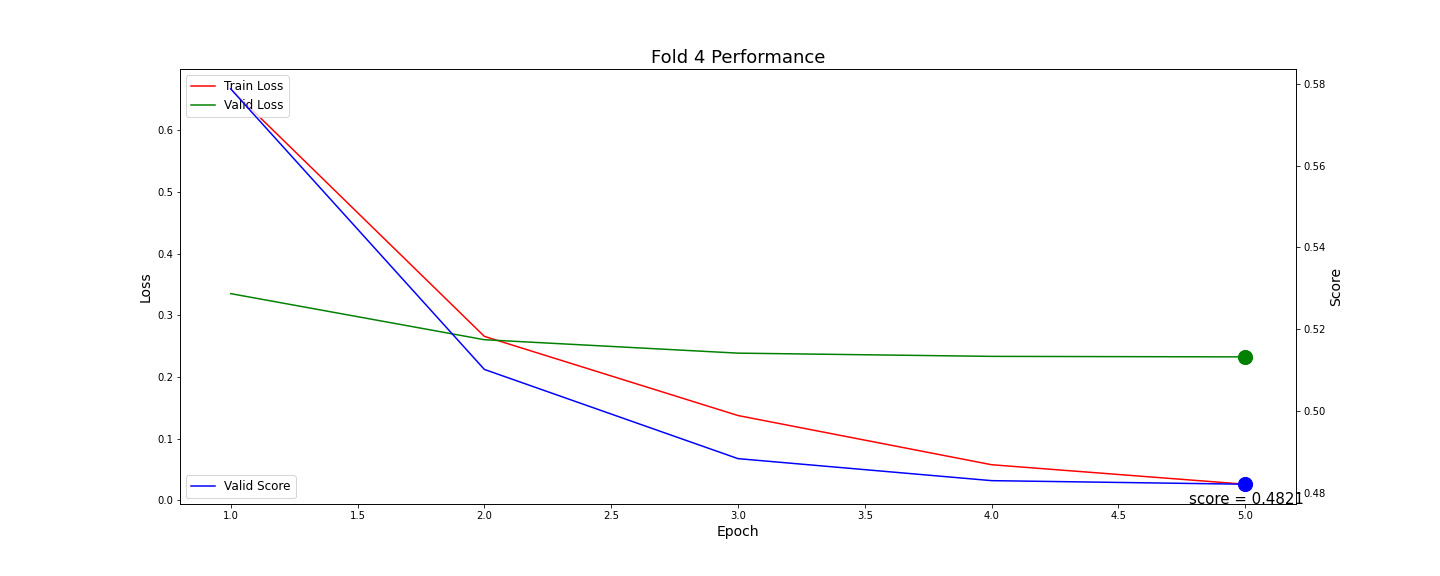 Fold 4 Performance
Train Loss
Valid Loss
Valid Score
Loss
0.6
0.5
0.4
0.3
0.2
0.1
0.0
Score
0.58
0.56
0.54
0.52
0.50
0.48
score = 0.4821
1.0 1.5 2.0 2.5 3.0 3.5 4.0 4.5 5.0
Epoch